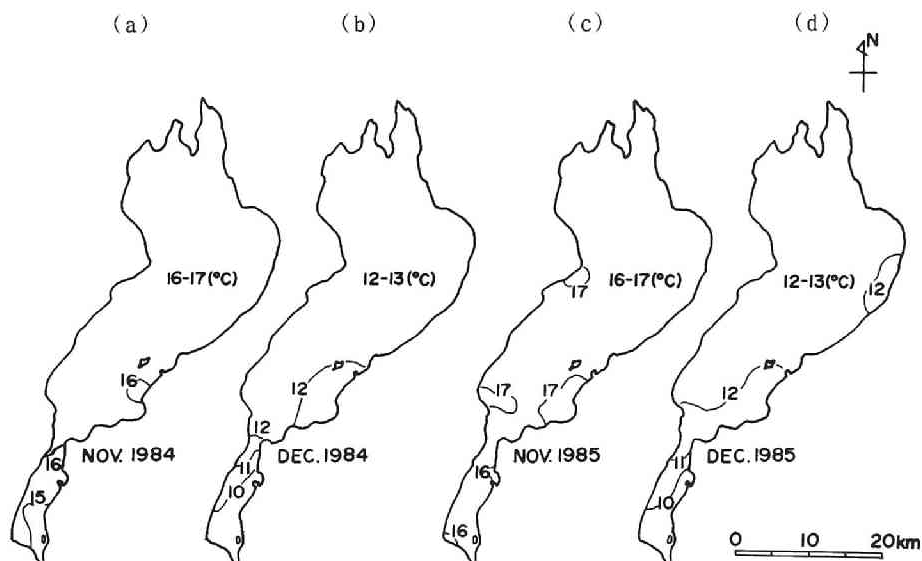 (a) (b) (c) (d)
N
16-17(°C) 12-13(°C) 16-17(°C) 12-13(°C)
17 12
16 12 17 17 12
12
16 NOV. 1984 11 DEC. 1984 16 NOV. 1985 11 DEC. 1985
15 10 10
16
0 10 20km